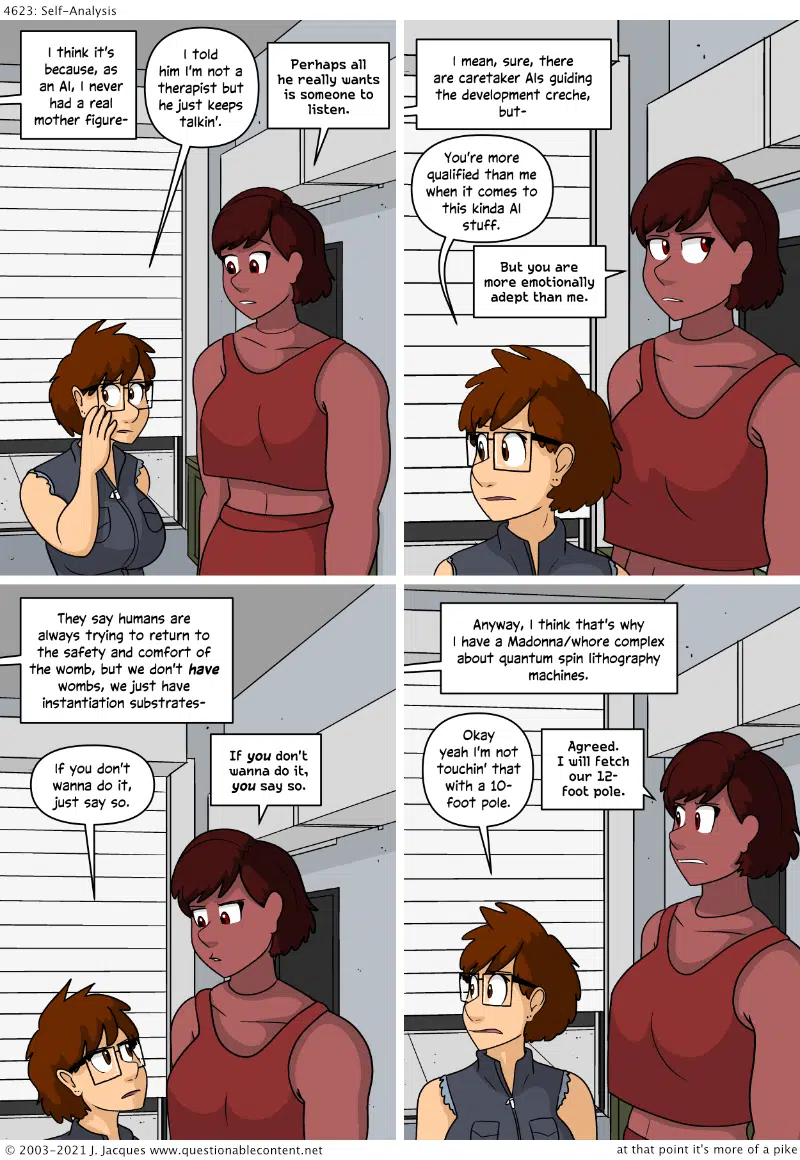 4623: Self-Analysis
I think it's
because, as
an AI, I never
had a real
mother figure-
I told
him I'm not a
therapist but
he just keeps
talkin'.
Perhaps all
he really wants
is someone to
listen.
I mean, sure, there
are caretaker AIs guiding
the development creche,
but-
You're more
qualified than me
when it comes to
this kinda AI
stuff.
But you are
more emotionally
adept than me.
They say humans are
always trying to return to
the safety and comfort of
the womb, but we don't have
wombs, we just have
instantiation substrates-
If you don't
wanna do it,
just say so.
If you don't
wanna do it,
you say so.
Anyway, I think that's why
I have a Madonna/whore complex
about quantum spin lithography
machines.
Okay
yeah I'm not
touchin' that
with a 10-
foot pole.
Agreed.
I will fetch
our 12-
foot pole.
© 2003-2021 J. Jacques www.questionablecontent.net
at that point it's more of a pike